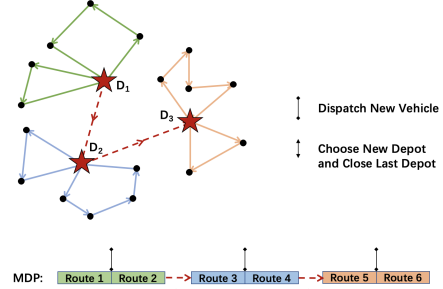 D1
D3
Dispatch New Vehicle
D2
Choose New Depot
and Close Last Depot
MDP: Route 1 Route 2 Route 3 Route 4 Route 5 Route 6